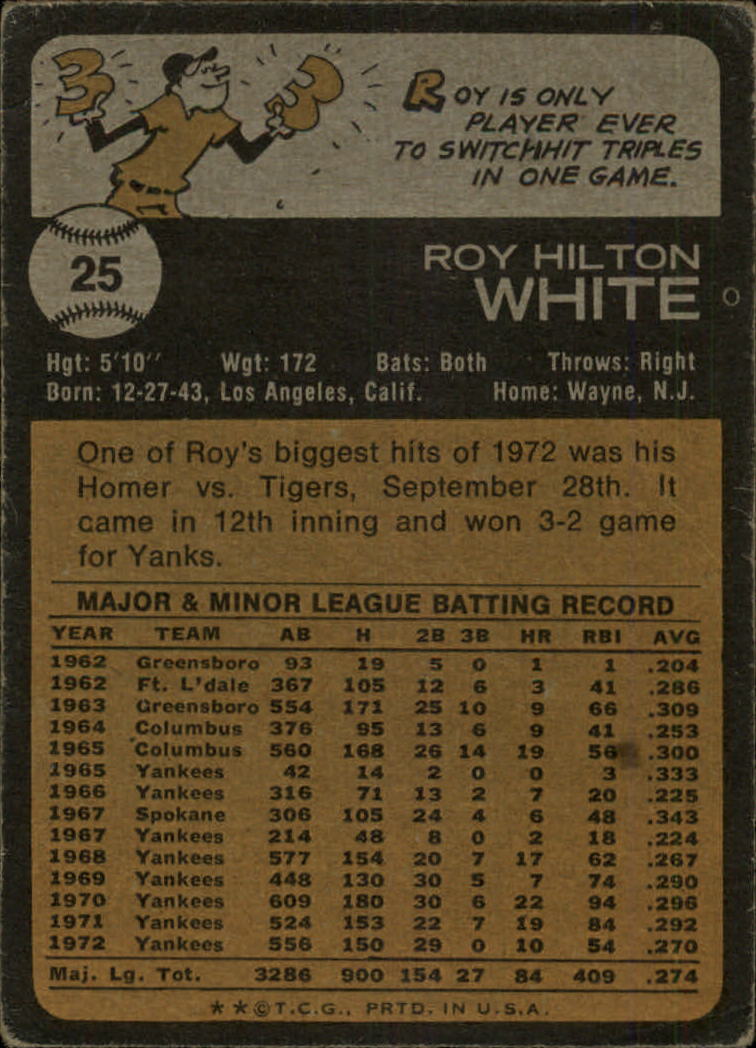 3 3
ROY IS ONLY
PLAYER EVER
TO SWITCHHIT TRIPLES
IN ONE GAME.
25
ROY HILTON
WHITE
Hgt: 5'10'' Wgt: 172 Bats: Both Throws: Right
Born: 12-27-43, Los Angeles, Calif. Home: Wayne, N.J.
One of Roy's biggest hits of 1972 was his
Homer vs. Tigers, September 28th. It
came in 12th inning and won 3-2 game
for Yanks.
MAJOR & MINOR LEAGUE BATTING RECORD
YEAR TEAM AB H 2B 3B HR RBI AVG
1962 Greensboro 93 19 5 0 1 1 .204
1962 Ft. L'dale 367 105 12 6 3 41 .286
1963 Greensboro 554 171 25 10 9 66 .309
1964 Columbus 376 95 13 6 9 41 .253
1965 Columbus 560 168 26 14 19 56 .300
1965 Yankees 42 14 2 0 0 3 .333
1966 Yankees 316 71 13 2 7 20 .225
1967 Spokane 306 105 24 4 6 48 .343
1967 Yankees 214 48 8 0 2 18 .224
1968 Yankees 577 154 20 7 17 62 .267
1969 Yankees 448 130 30 5 7 74 .290
1970 Yankees 609 180 30 6 22 94 .296
1971 Yankees 524 153 22 7 19 84 .292
1972 Yankees 556 150 29 0 10 54 .270
Maj. Lg. Tot. 3286 900 154 27 84 409 .274
**©T.C.G., PRTD. IN U.S.A.